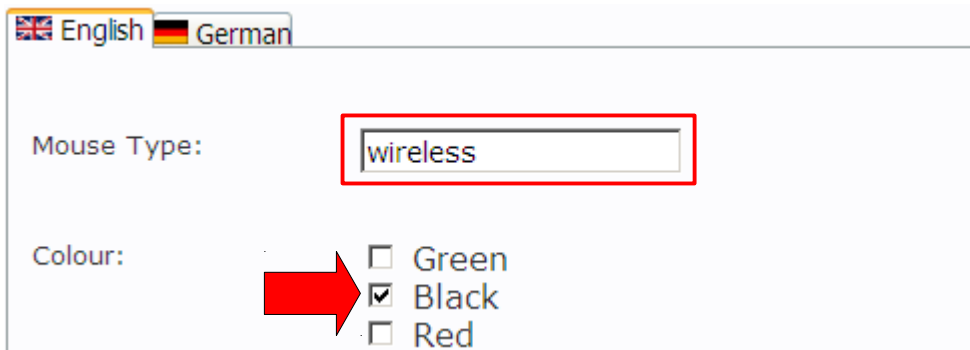 English German
Mouse Type: wireless
Colour: Green
Black
Red